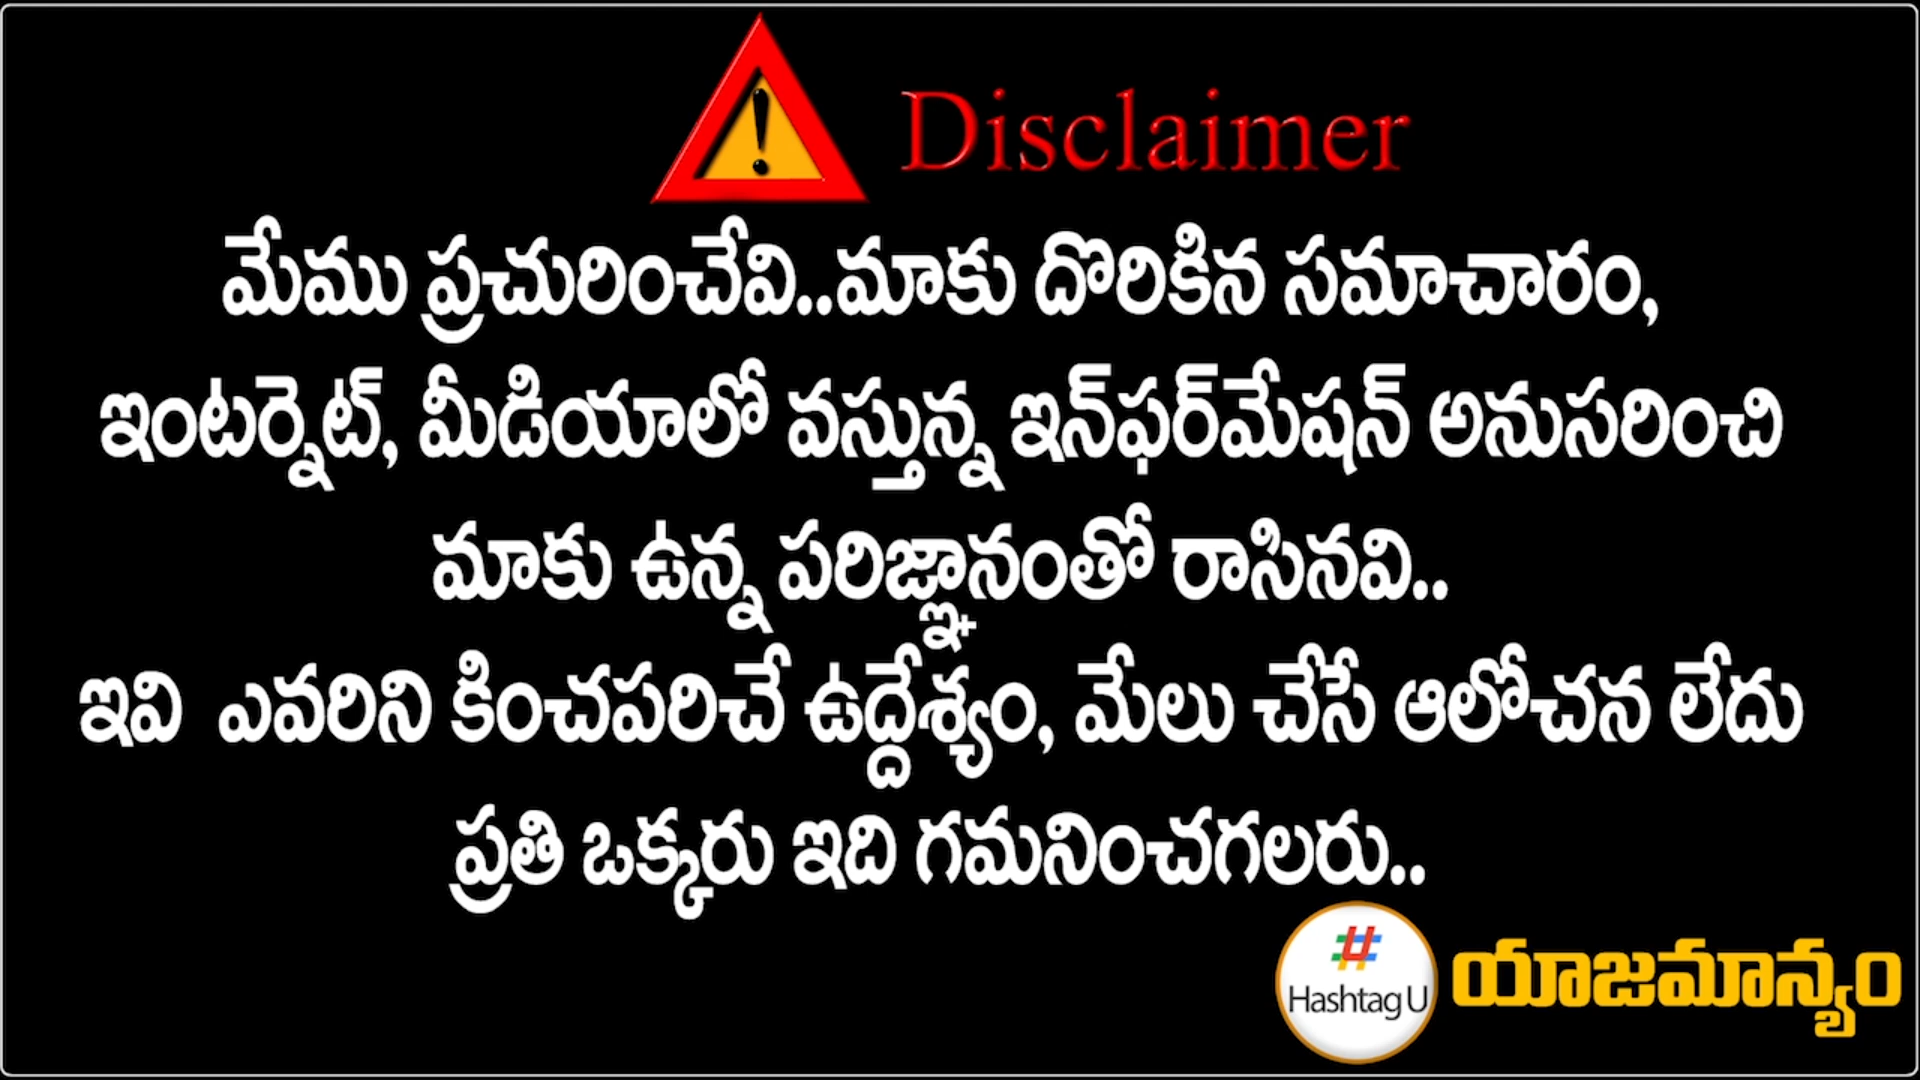 Disclaimer
మేము ప్రచురించేవి..మాకు దొరికిన సమాచారం,
ఇంటర్నెట్, మీడియాలో వస్తున్న ఇన్‌ఫర్‌మేషన్ అనుసరించి
మాకు ఉన్న పరిజ్ఞానంతో రాసినవి..
ఇవి ఎవరిని కించపరిచే ఉద్దేశ్యం, మేలు చేసే ఆలోచన లేదు
ప్రతి ఒక్కరు ఇది గమనించగలరు..
Hashtag U
యాజమాన్యం